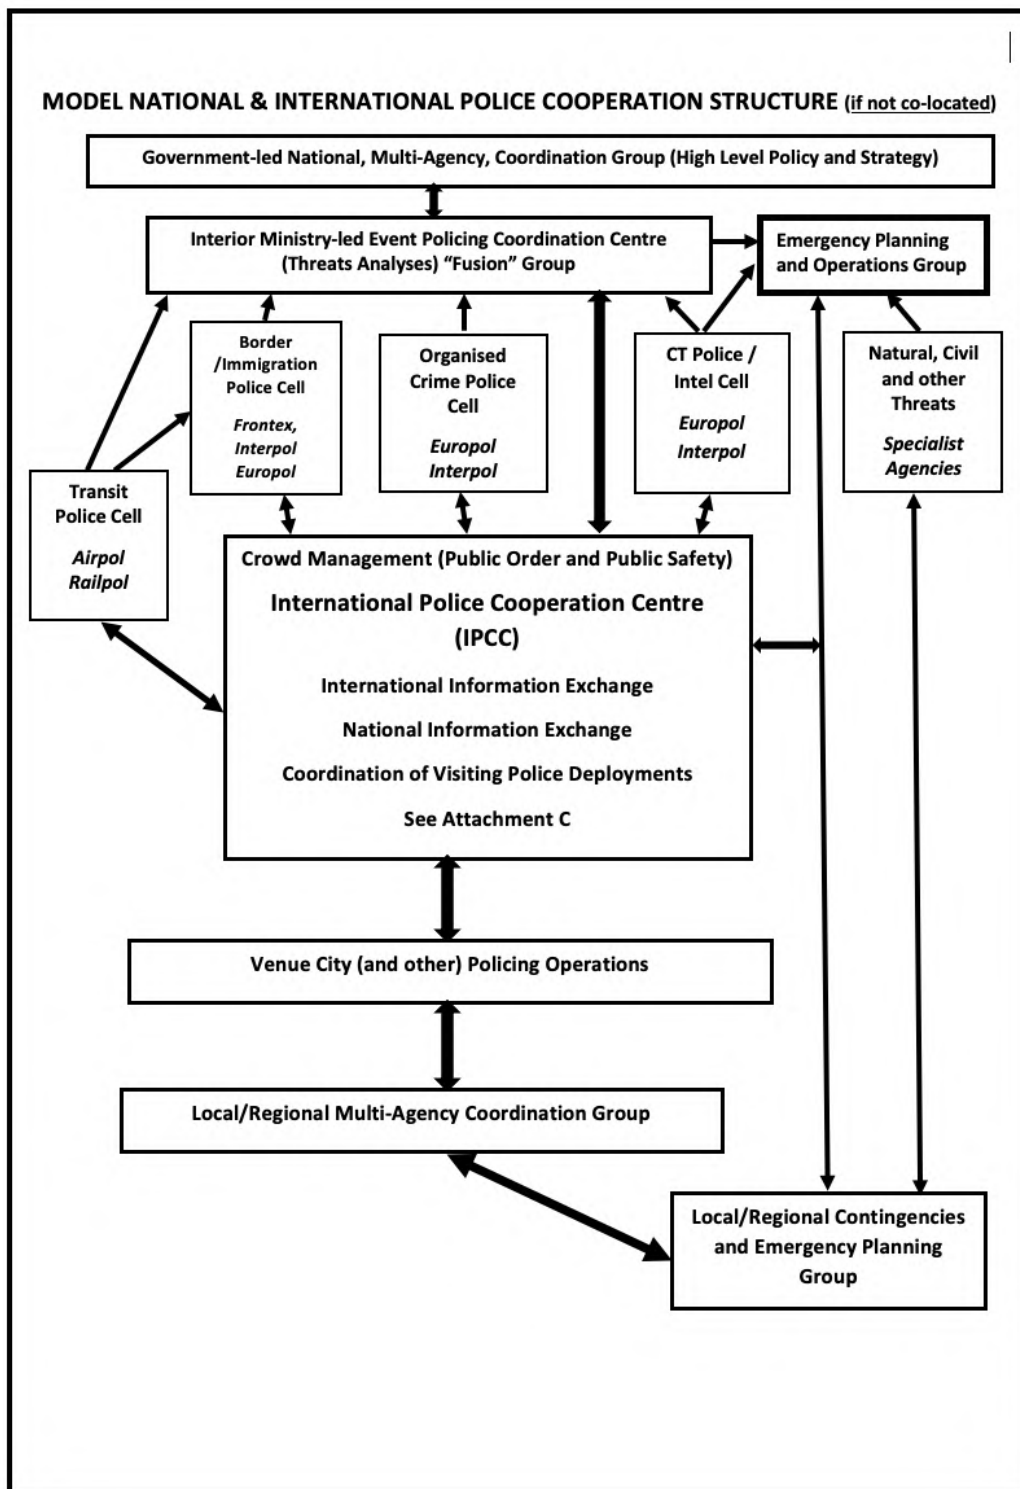 MODEL NATIONAL & INTERNATIONAL POLICE COOPERATION STRUCTURE (if not co-located)
Government-led National, Multi-Agency, Coordination Group (High Level Policy and Strategy)
Interior Ministry-led Event Policing Coordination Centre
(Threats Analyses) “Fusion” Group
Emergency Planning
and Operations Group
Border
/Immigration
Police Cell
Frontex,
Interpol
Europol
Organised
Crime Police
Cell
Europol
Interpol
CT Police /
Intel Cell
Europol
Interpol
Natural, Civil
and other
Threats
Specialist
Agencies
Transit
Police Cell
Airpol
Railpol
Crowd Management (Public Order and Public Safety)
International Police Cooperation Centre
(IPCC)
International Information Exchange
National Information Exchange
Coordination of Visiting Police Deployments
See Attachment C
Venue City (and other) Policing Operations
Local/Regional Multi-Agency Coordination Group
Local/Regional Contingencies
and Emergency Planning
Group